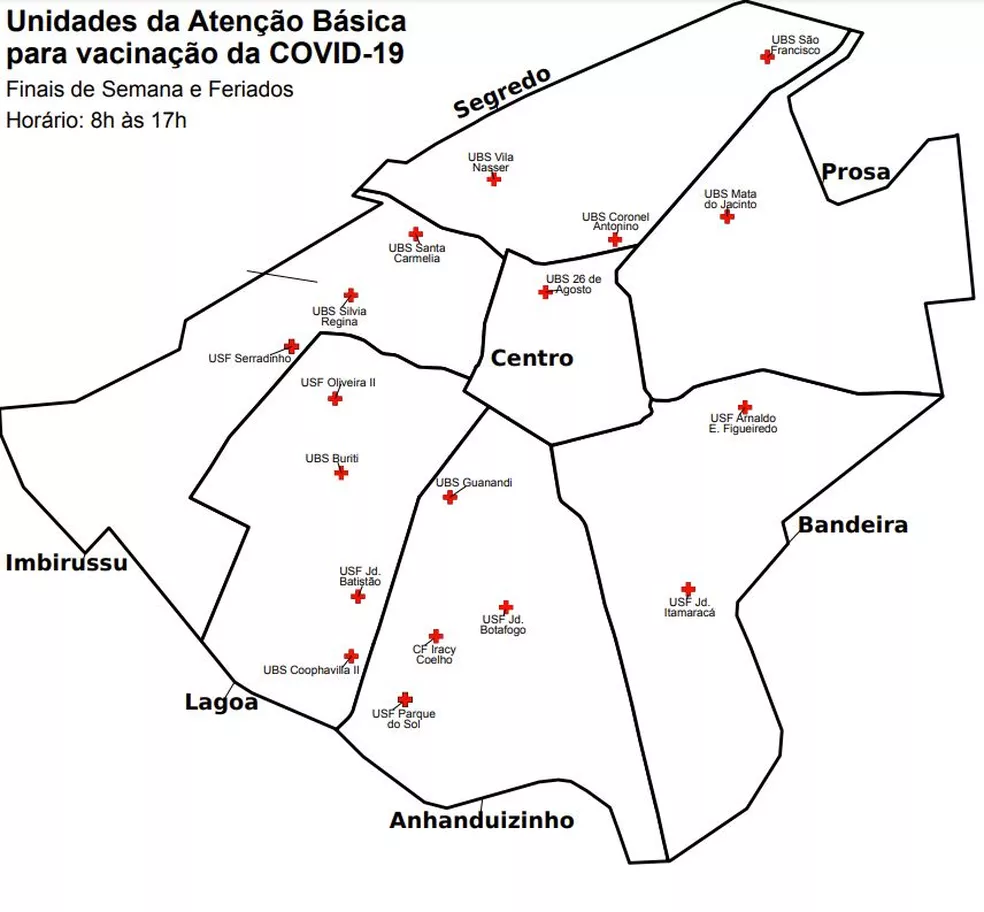 Unidades da Atenção Básica
para vacinação da COVID-19
Finais de Semana e Feriados
Horário: 8h às 17h
UBS São
Francisco
Segredo
UBS Vila
Nasser
Prosa
UBS Mata
do Jacinto
UBS Coronel
Antonino
UBS Santa
Carmelia
UBS 26 de
Agosto
UBS Silvia
Regina
USF Serradinho
Centro
USF Oliveira II
USF Arnaldo
E. Figueiredo
UBS Buriti
UBS Guanandi
Bandeira
Imbirussu
USF Jd.
Batistão
USF Jd.
Itamaracá
USF Jd.
Botafogo
CF Iracy
Coelho
UBS Coophavilla II
Lagoa
USF Parque
do Sol
Anhanduizinho